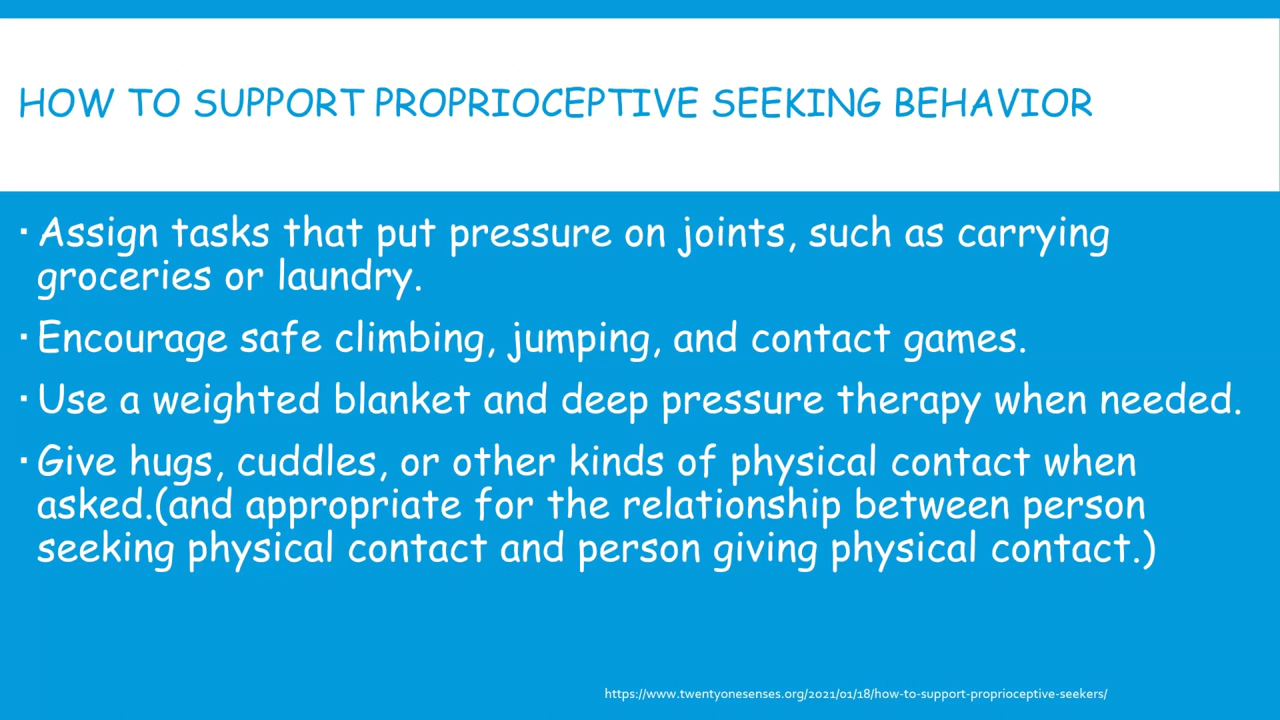 HOW TO SUPPORT PROPRIOCEPTIVE SEEKING BEHAVIOR
▪ Assign tasks that put pressure on joints, such as carrying
groceries or laundry.
▪ Encourage safe climbing, jumping, and contact games.
▪ Use a weighted blanket and deep pressure therapy when needed.
▪ Give hugs, cuddles, or other kinds of physical contact when
asked.(and appropriate for the relationship between person
seeking physical contact and person giving physical contact.)
https://www.twentyonesenses.org/2021/01/18/how-to-support-proprioceptive-seekers/